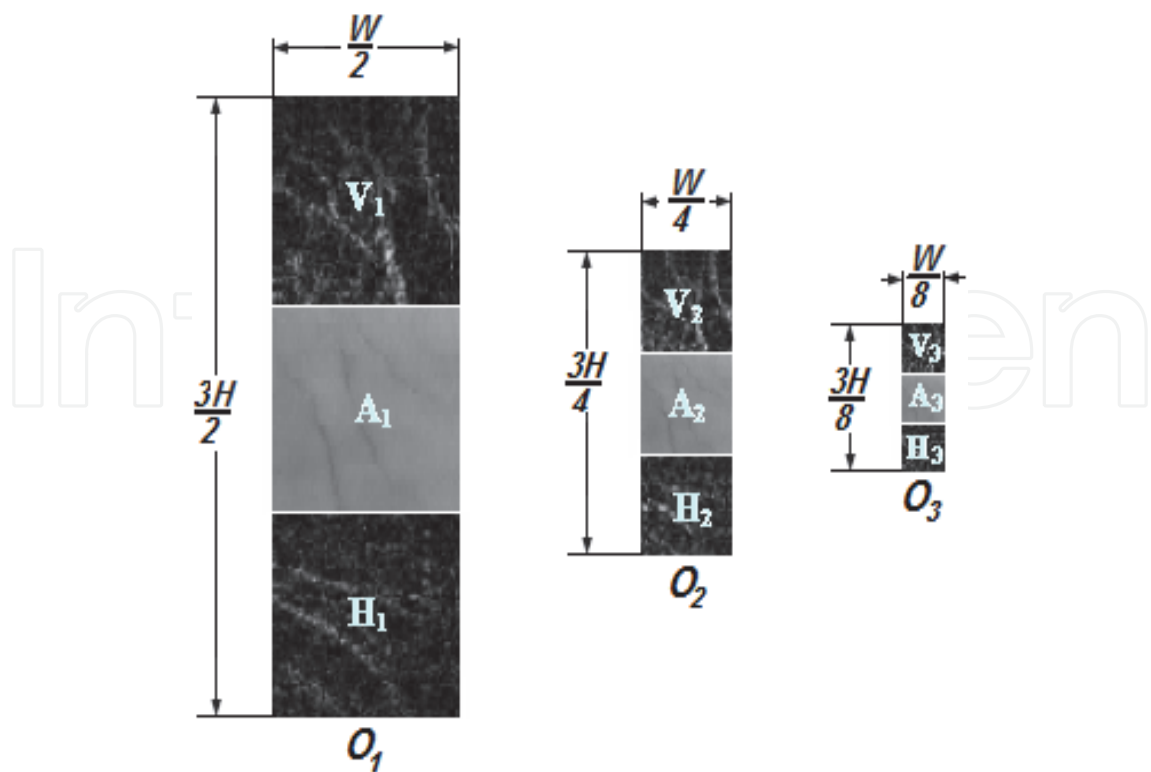 W/2
3H/2
V₁
A₁
H₁
O₁
W/4
3H/4
V₂
A₂
H₂
O₂
W/8
3H/8
V₃
A₃
H₃
O₃